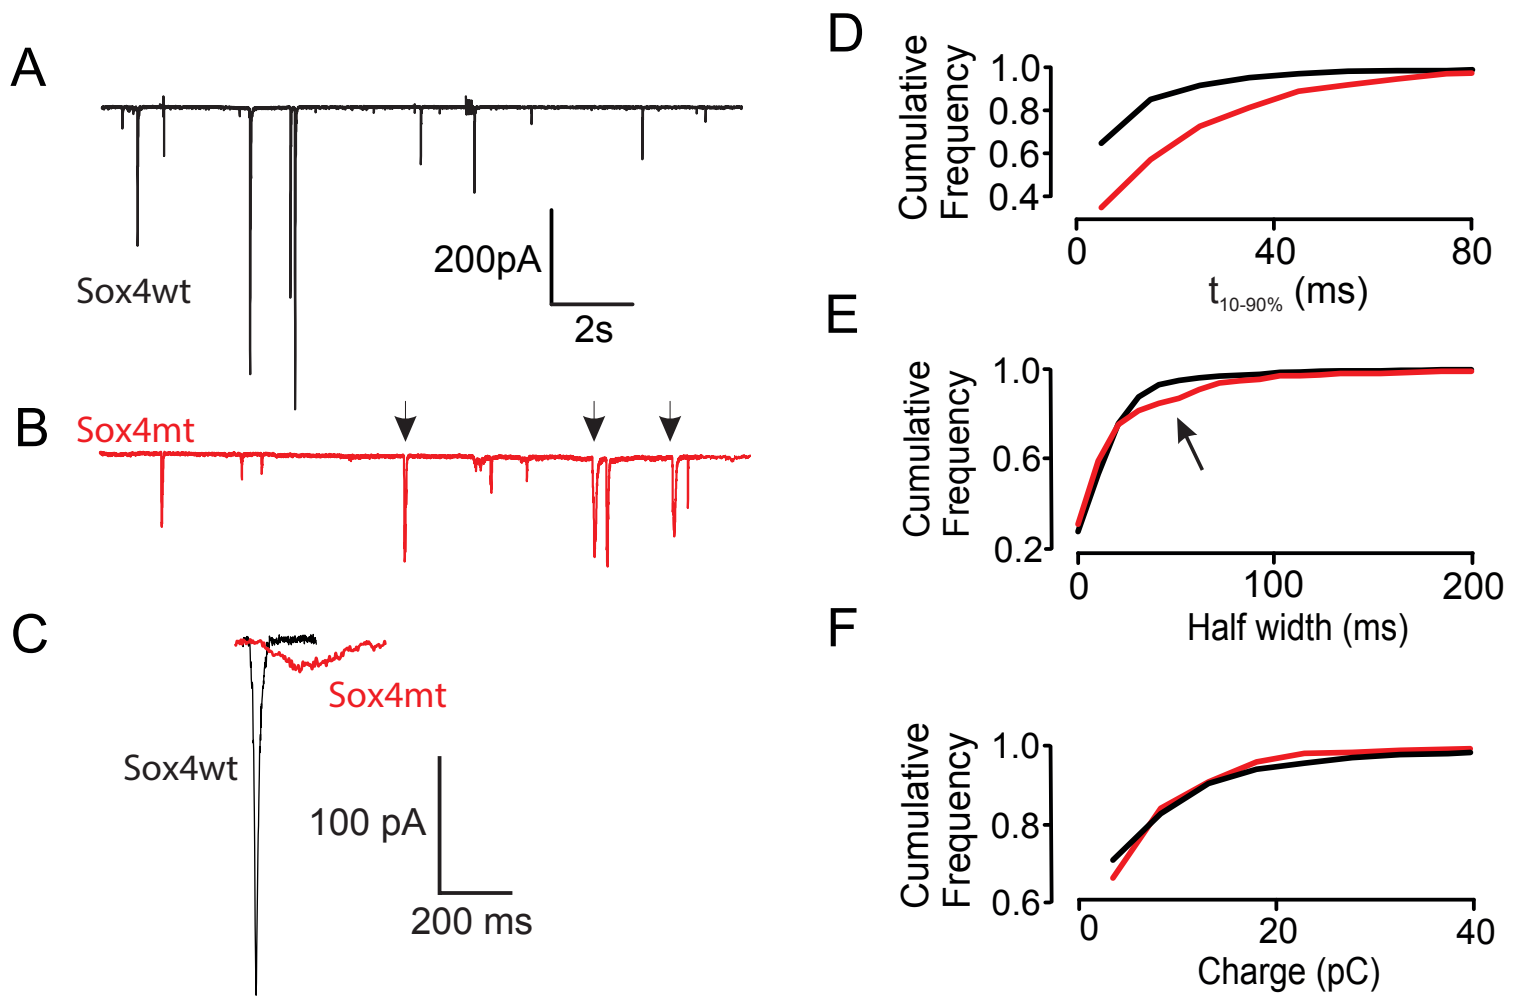 A
Sox4wt
200pA
2s
B
Sox4mt
C
Sox4mt
Sox4wt
100 pA
200 ms
D
Cumulative
Frequency
1.0
0.8
0.6
0.4
0
40
80
t10-90% (ms)
E
Cumulative
Frequency
1.0
0.6
0.2
0
100
200
Half width (ms)
F
Cumulative
Frequency
1.0
0.8
0.6
0
20
40
Charge (pC)